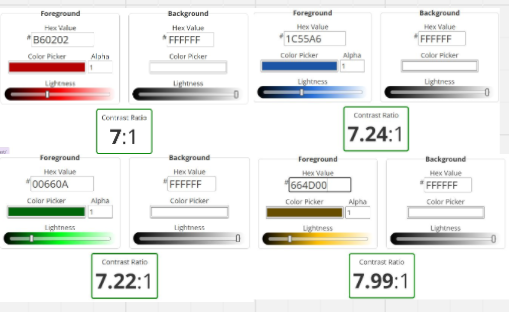 Foreground Background
Hex Value Hex Value
# B60202 # FFFFFF
Color Picker Alpha Color Picker
1
Lightness Lightness
Contrast Ratio
7:1
Foreground Background
Hex Value Hex Value
# 1C55A6 # FFFFFF
Color Picker Alpha Color Picker
1
Lightness Lightness
Contrast Ratio
7.24:1
Foreground Background
Hex Value Hex Value
# 00660A # FFFFFF
Color Picker Alpha Color Picker
1
Lightness Lightness
Contrast Ratio
7.22:1
Foreground Background
Hex Value Hex Value
# 664D00 # FFFFFF
Color Picker Alpha Color Picker
1
Lightness Lightness
Contrast Ratio
7.99:1